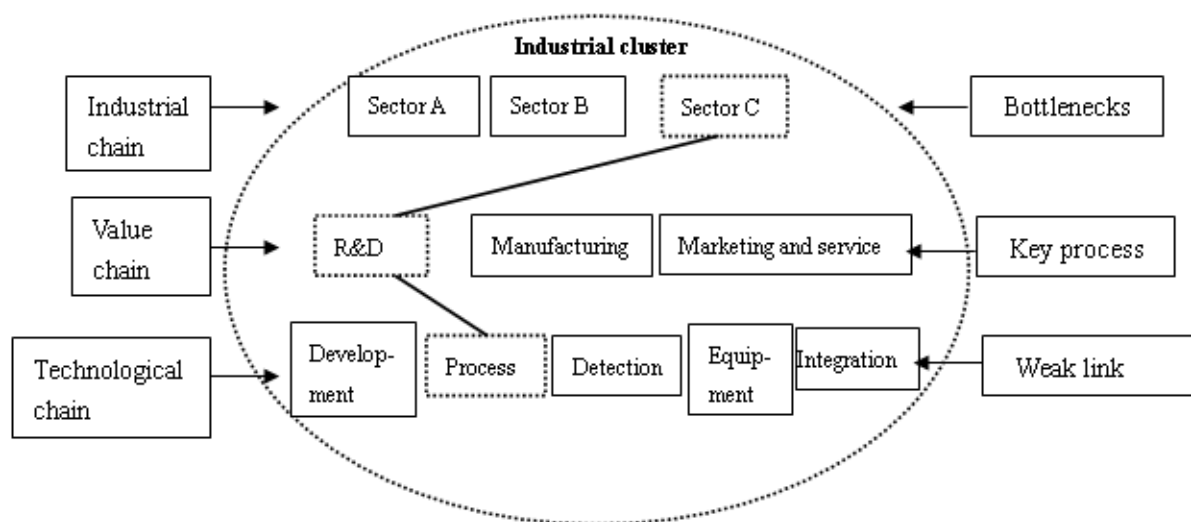 Industrial cluster
Industrial
chain
Sector A
Sector B
Sector C
Bottlenecks
Value
chain
R&D
Manufacturing
Marketing and service
Key process
Technological
chain
Develop-
ment
Process
Detection
Equip-
ment
Integration
Weak link